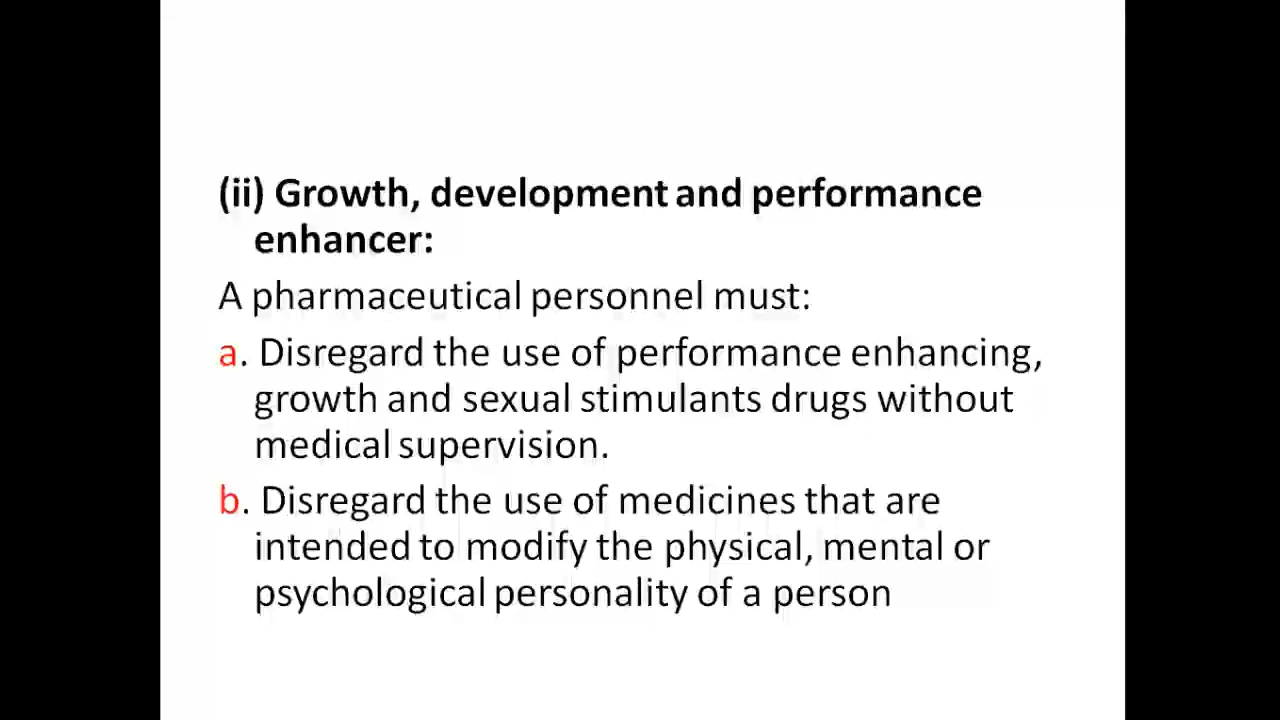 (ii) Growth, development and performance
enhancer:
A pharmaceutical personnel must:
a. Disregard the use of performance enhancing,
growth and sexual stimulants drugs without
medical supervision.
b. Disregard the use of medicines that are
intended to modify the physical, mental or
psychological personality of a person